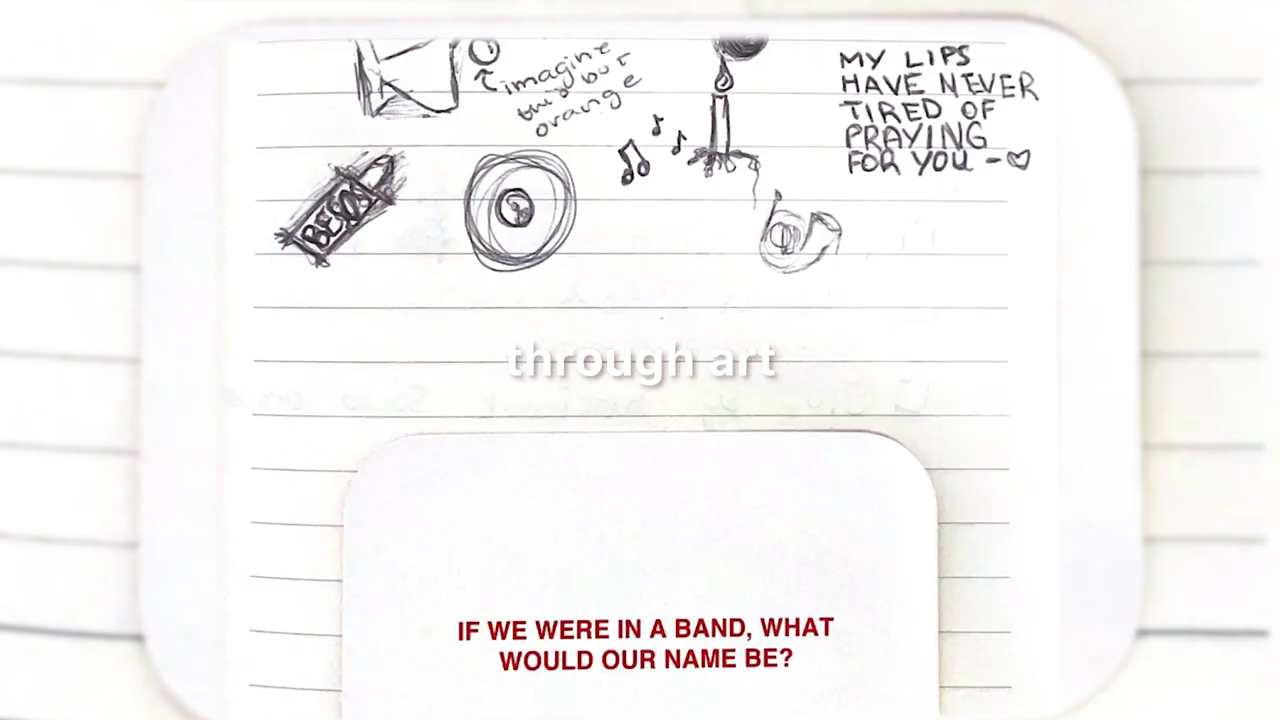 imagine
this but
orange
MY LIPS
HAVE NEVER
TIRED OF
PRAYING
FOR YOU -♡
BESOS
through art
IF WE WERE IN A BAND, WHAT
WOULD OUR NAME BE?